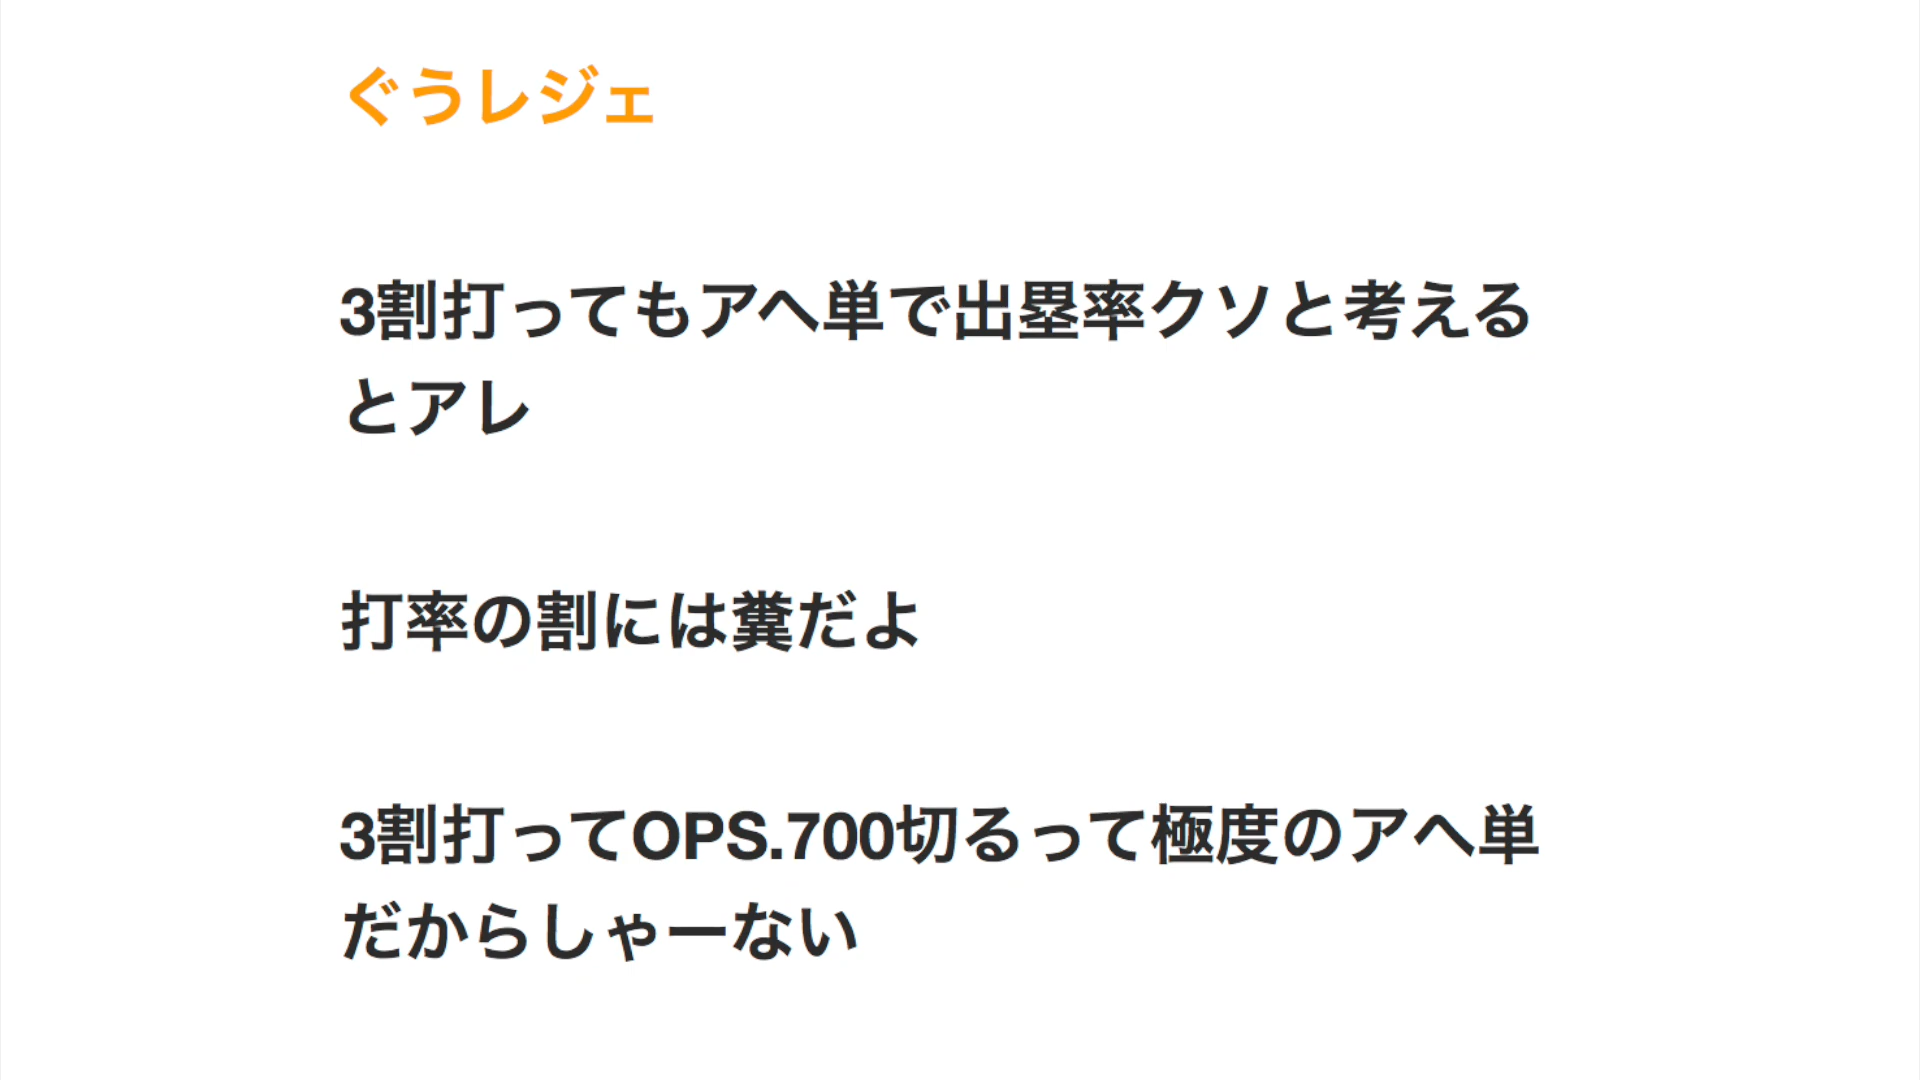 ぐうレジェ
3割打ってもアヘ単で出塁率クソと考える
とアレ
打率の割には糞だよ
3割打ってOPS.700切るって極度のアヘ単
だからしゃーない